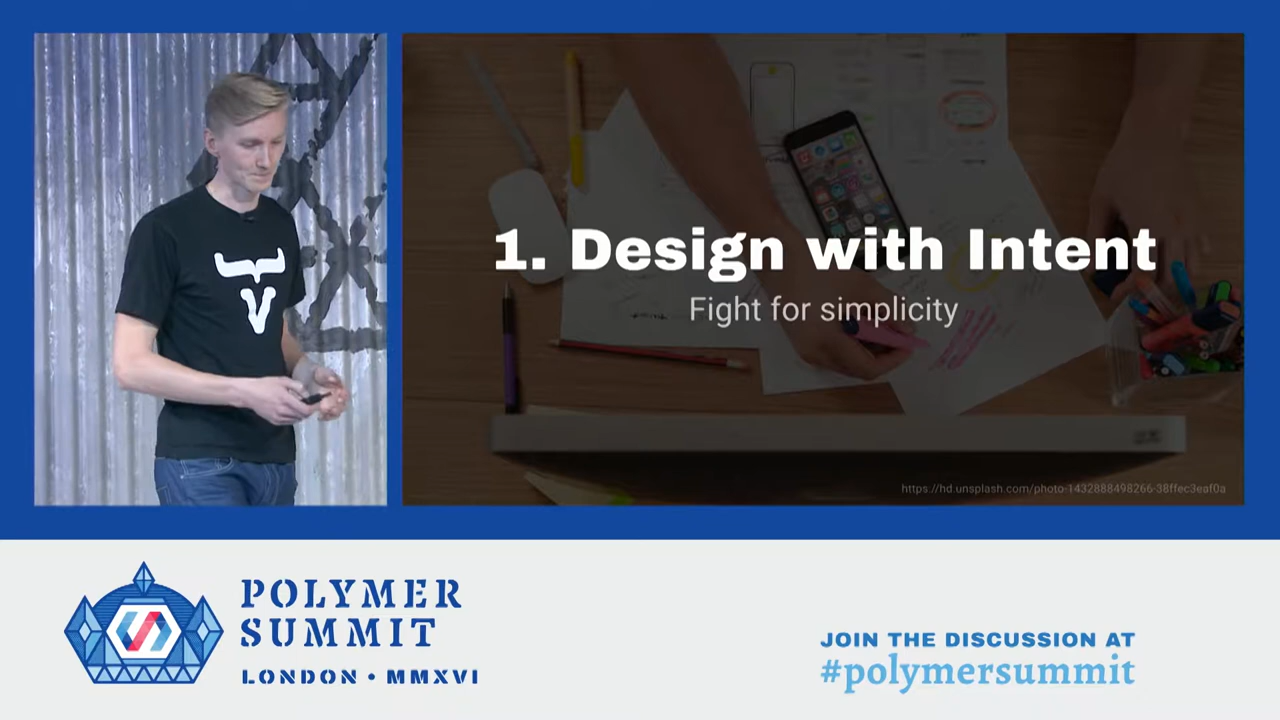 1. Design with Intent
Fight for simplicity
https://hd.unsplash.com/photo-1432888498266-38ffec3eaf0a
POLYMER
SUMMIT
LONDON • MMXVI
JOIN THE DISCUSSION AT
#polymersummit